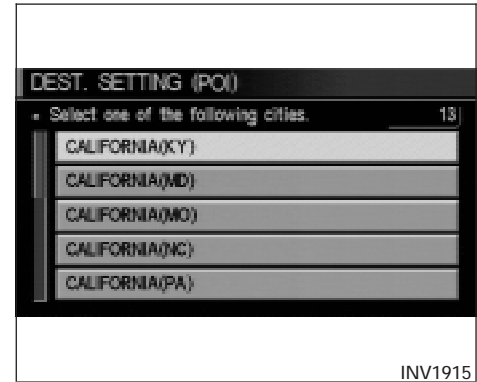 DEST. SETTING (POI)
Select one of the following cities. 13
CALIFORNIA(KY)
CALIFORNIA(MD)
CALIFORNIA(MO)
CALIFORNIA(NC)
CALIFORNIA(PA)
INV1915